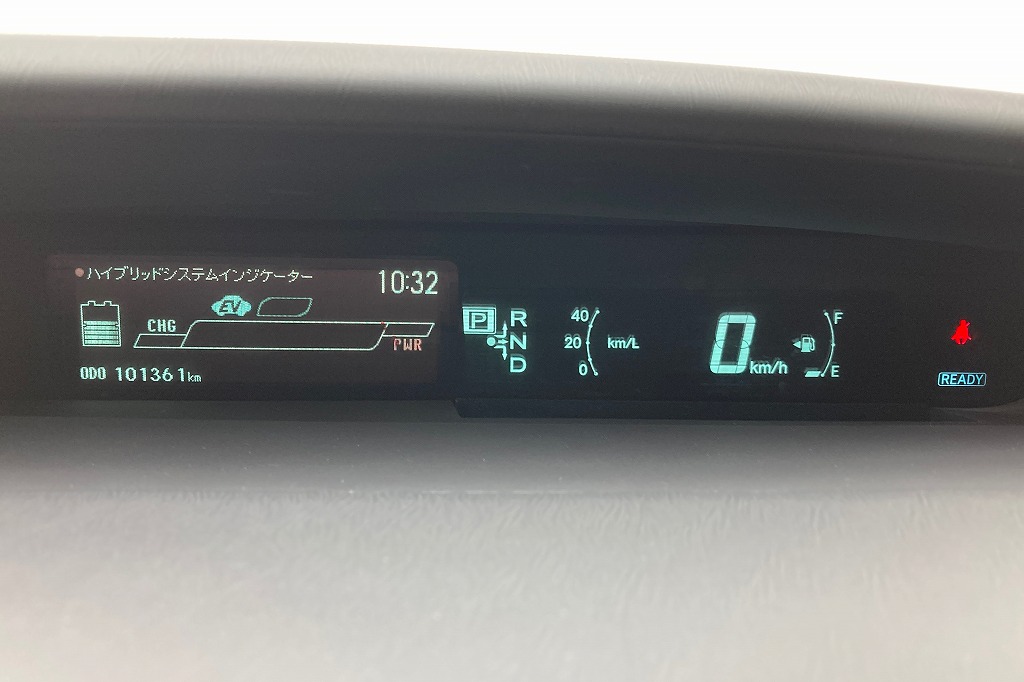 ハイブリッドシステムインジケーター 10:32
EV
CHG
PWR
ODO 101361km
P R
N
D
40
20 km/L
0
0 km/h
F
E
READY